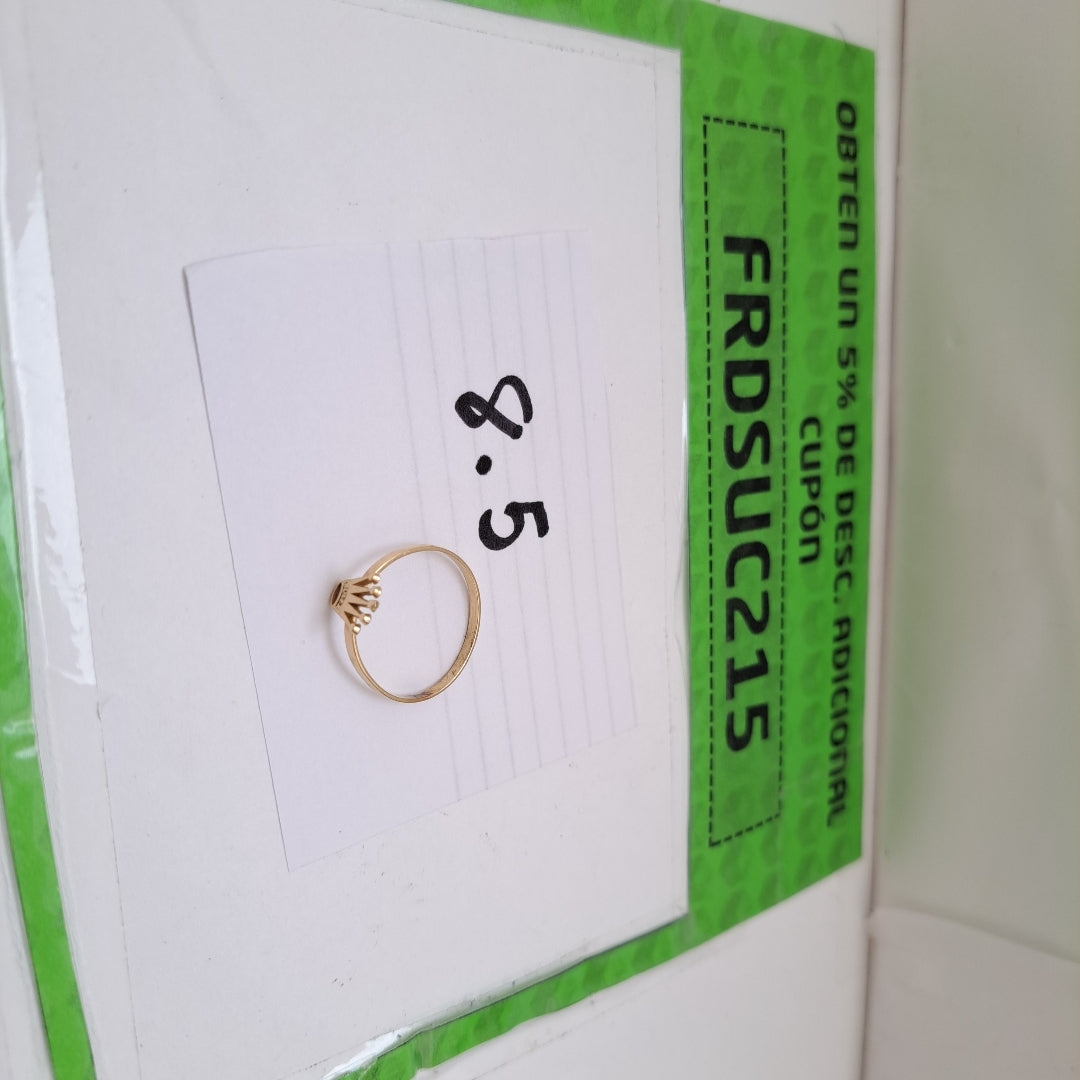 OBTEN UN 5% DE DESC. ADICIONAL
CUPÓN
FRDSUC215
8.5